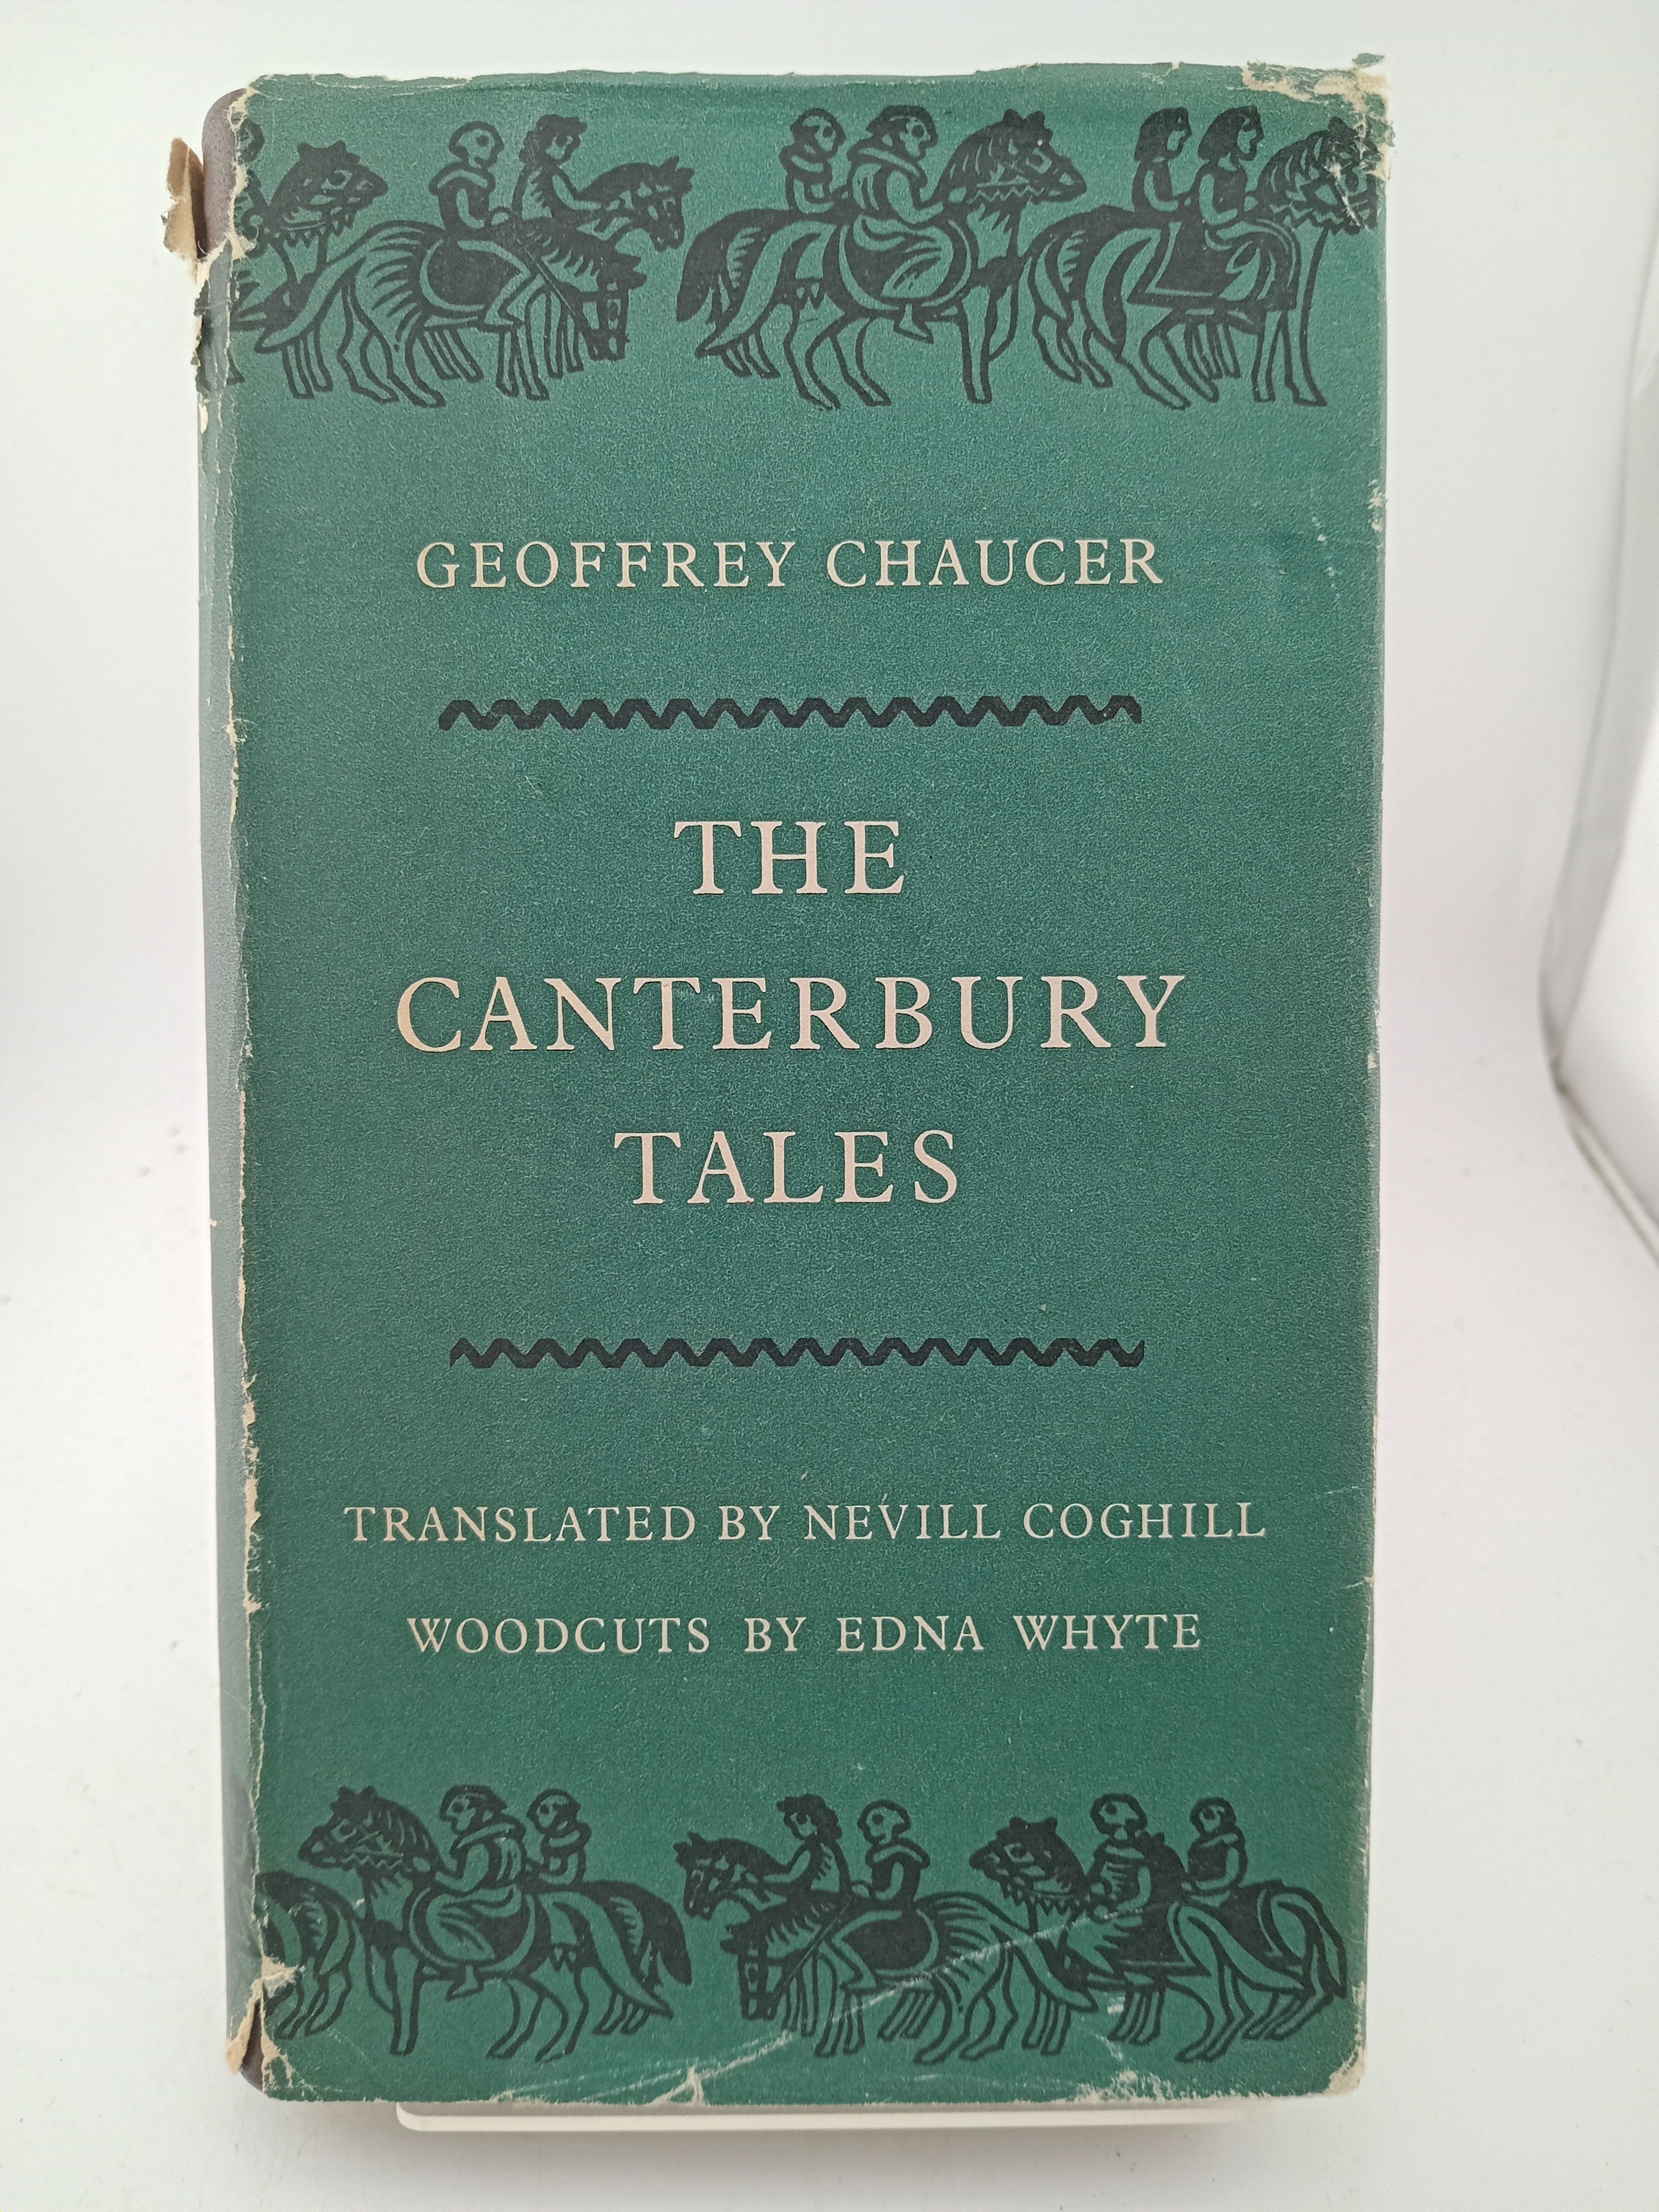 GEOFFREY CHAUCER
THE
CANTERBURY
TALES
TRANSLATED BY NEVILL COGHILL
WOODCUTS BY EDNA WHYTE